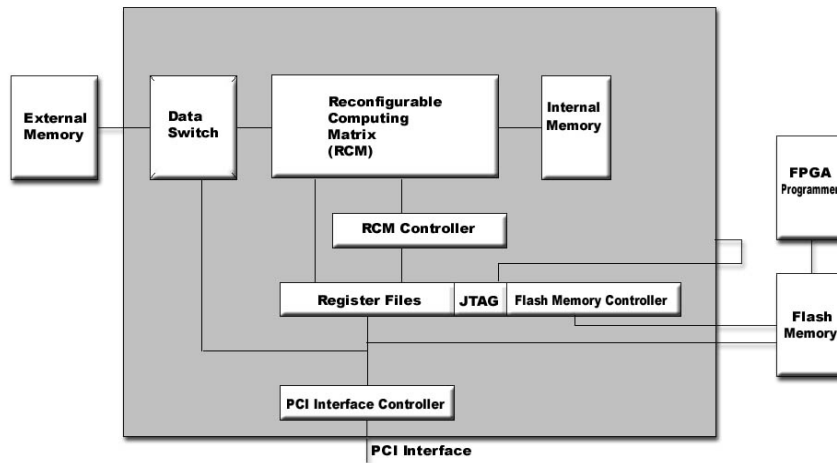 External
Memory
Data
Switch
Reconfigurable
Computing
Matrix
(RCM)
Internal
Memory
FPGA
Programmer
RCM Controller
Register Files
JTAG
Flash Memory Controller
Flash
Memory
PCI Interface Controller
PCI Interface